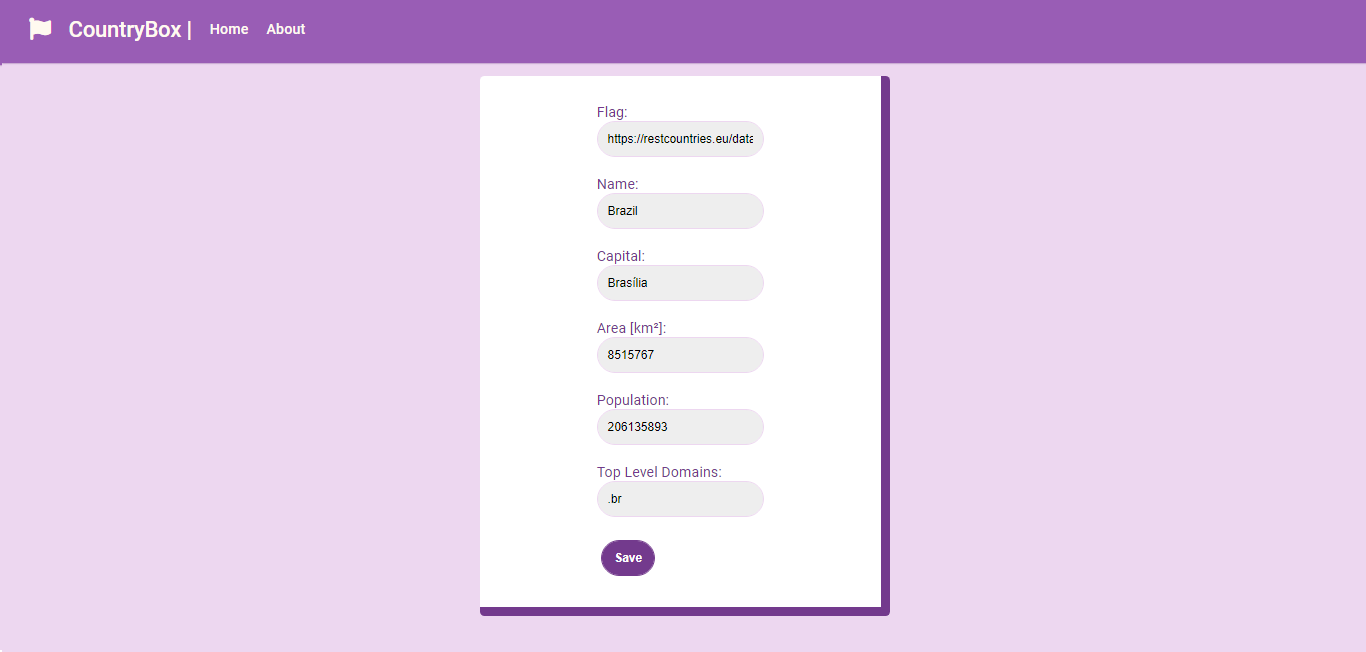 CountryBox | Home About
Flag:
https://restcountries.eu/data
Name:
Brazil
Capital:
Brasília
Area [km²]:
8515767
Population:
206135893
Top Level Domains:
.br
Save